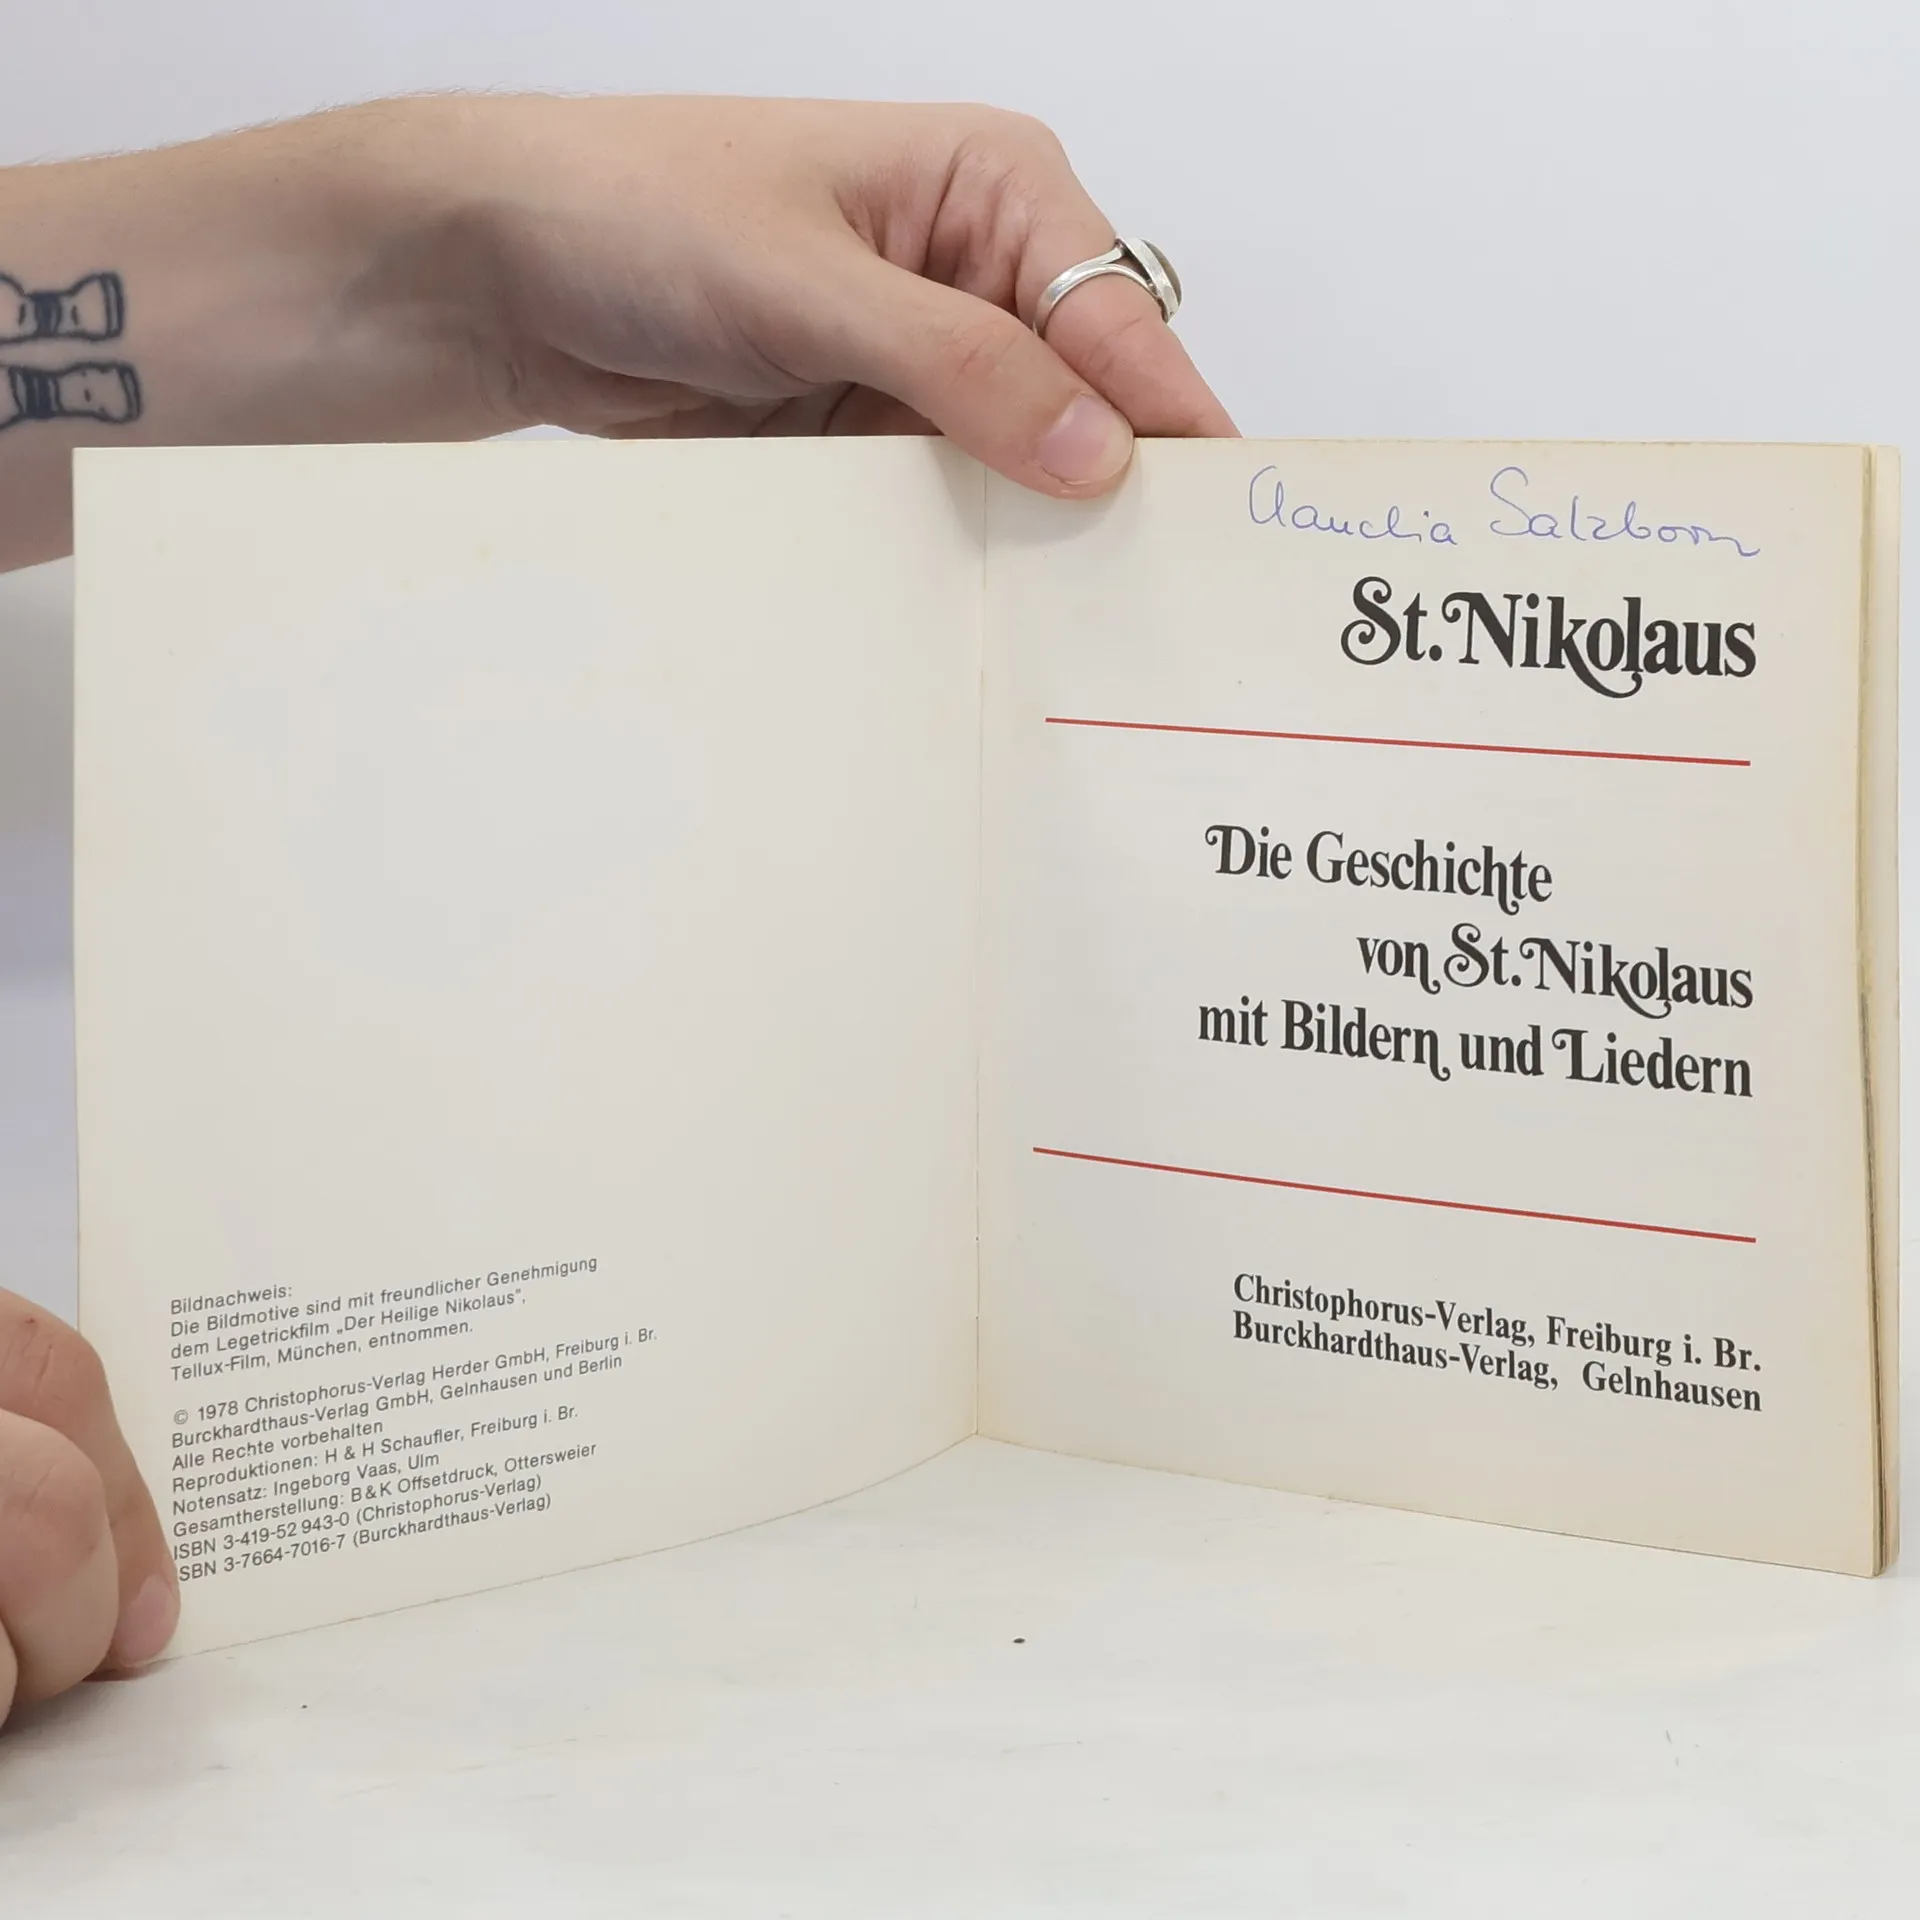 Bildnachweis:
Die Bildmotive sind mit freundlicher Genehmigung
dem Legetrickfilm „Der Heilige Nikolaus",
Tellux-Film, München, entnommen.
© 1978 Christophorus-Verlag Herder GmbH, Freiburg i. Br.
Burckhardthaus-Verlag GmbH, Gelnhausen und Berlin
Alle Rechte vorbehalten
Reproduktionen: H & H Schaufler, Freiburg i. Br.
Notensatz: Ingeborg Vaas, Ulm
Gesamtherstellung: B & K Offsetdruck, Ottersweier
ISBN 3-419-52 943-0 (Christophorus-Verlag)
ISBN 3-7664-7016-7 (Burckhardthaus-Verlag)
Claudia Salzborn
St. Nikolaus
Die Geschichte
von St. Nikolaus
mit Bildern und Liedern
Christophorus-Verlag, Freiburg i. Br.
Burckhardthaus-Verlag, Gelnhausen